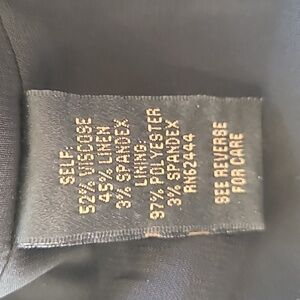 SELF:
52% VISCOSE
45% LINEN
3% SPANDEX
LINING:
97% POLYESTER
3% SPANDEX
RN62444
SEE REVERSE
FOR CARE